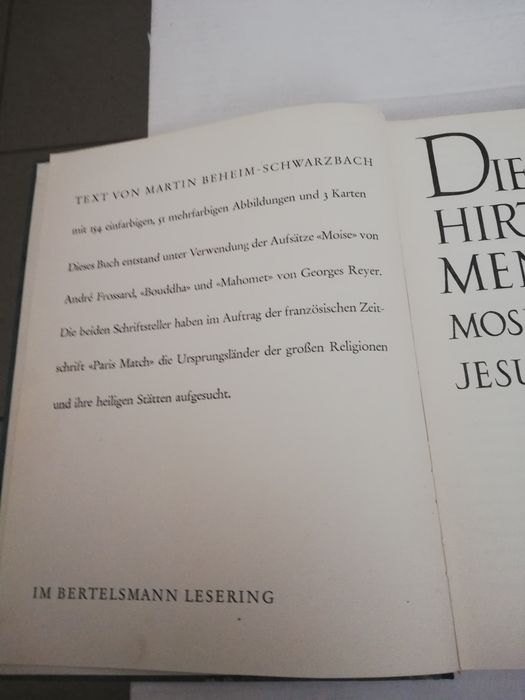 TEXT VON MARTIN BEHEIM-SCHWARZBACH
mit 194 einfarbigen, 51 mehrfarbigen Abbildungen und 3 Karten
Dieses Buch entstand unter Verwendung der Aufsätze «Moise» von
André Frossard, «Bouddha» und «Mahomet» von Georges Reyer.
Die beiden Schriftsteller haben im Auftrag der französischen Zeit-
schrift «Paris Match» die Ursprungsländer der großen Religionen
und ihre heiligen Stätten aufgesucht.
IM BERTELSMANN LESERING
DIE
HIRT
MEN
MOS
JESU